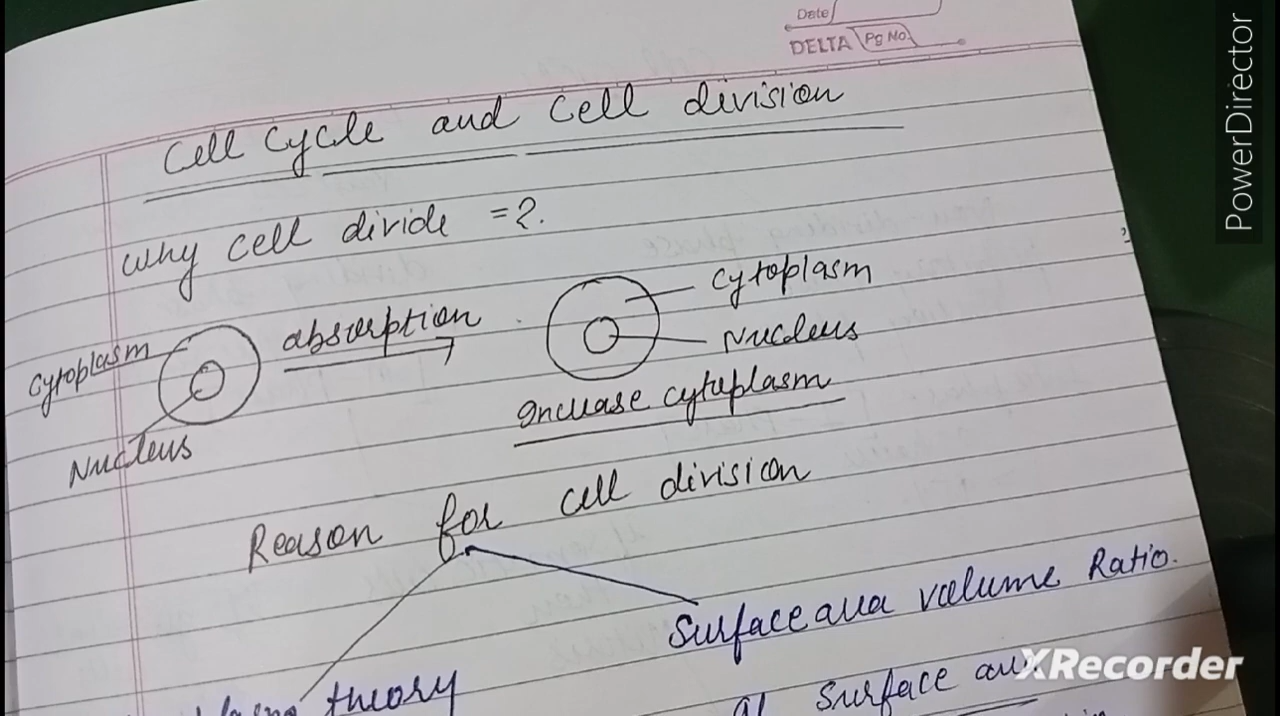 Date
DELTA Pg No.
Cell Cycle and Cell division
Why cell divide = ?.
Cytoplasm
Nucleus
absorption
Cytoplasm
Nucleus
Increase cytoplasm
Reason for cell division
Surface area volume Ratio.
theory
Surface
PowerDirector
XRecorder